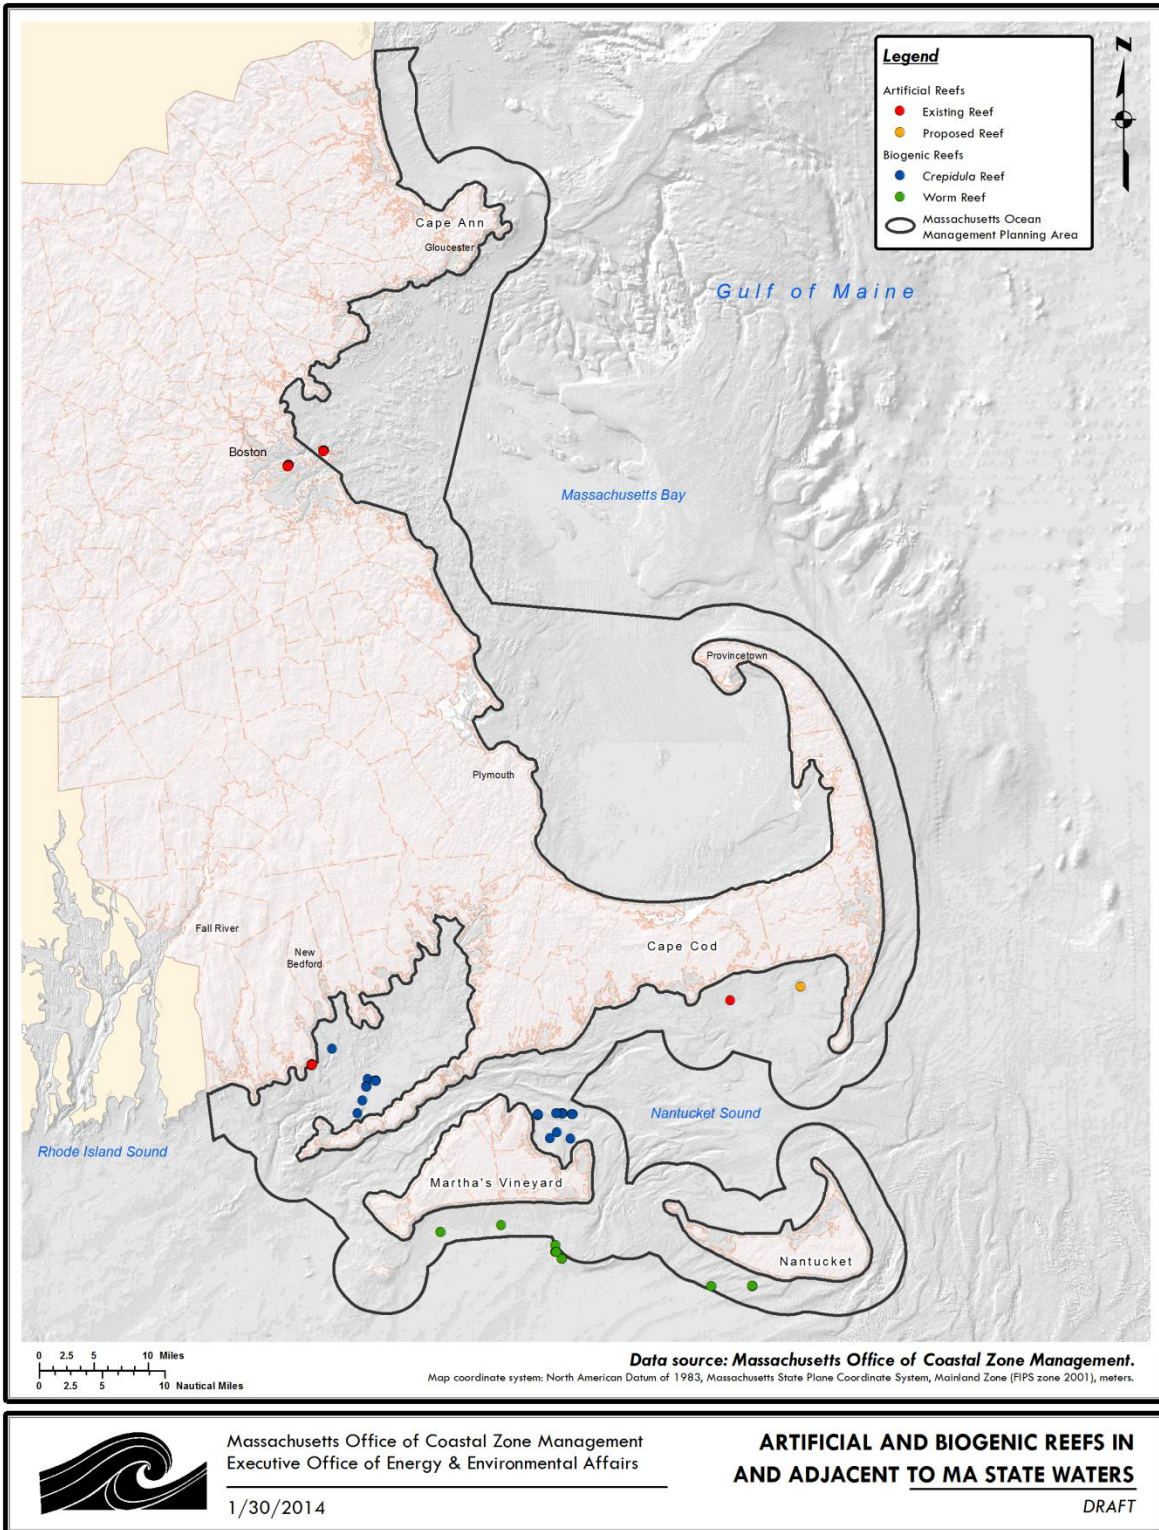 Legend
Artificial Reefs
Existing Reef
Proposed Reef
Biogenic Reefs
Crepidula Reef
Worm Reef
Massachusetts Ocean
Management Planning Area
N
Cape Ann
Gloucester
Gulf of Maine
Boston
Massachusetts Bay
Provincetown
Plymouth
Fall River
New
Bedford
Cape Cod
Nantucket Sound
Rhode Island Sound
Martha's Vineyard
Nantucket
0 2.5 5 10 Miles
0 2.5 5 10 Nautical Miles
Data source: Massachusetts Office of Coastal Zone Management.
Map coordinate system: North American Datum of 1983, Massachusetts State Plane Coordinate System, Mainland Zone (FIPS zone 2001), meters.
Massachusetts Office of Coastal Zone Management
Executive Office of Energy & Environmental Affairs
1/30/2014
ARTIFICIAL AND BIOGENIC REEFS IN
AND ADJACENT TO MA STATE WATERS
DRAFT